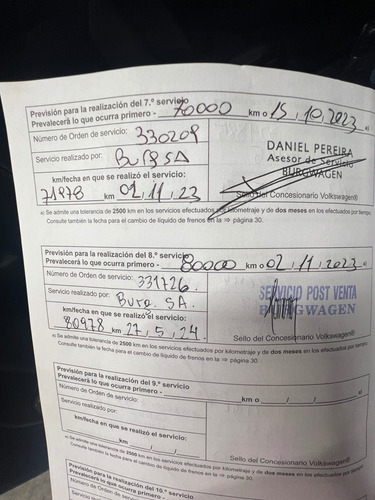 Previsión para la realización del 7.º servicio
Prevalecerá lo que ocurra primero - 70000 km o 15, 10, 2023 a)
Número de Orden de servicio: 330209
Servicio realizado por: BURSA
km/fecha en que se realizó el servicio:
71978 km 02, 11, 23
DANIEL PEREIRA
Asesor de Servicio
BURGWAGEN
Sello del Concesionario Volkswagen®
a) Se admite una tolerancia de 2500 km en los servicios efectuados por kilometraje y de dos meses en los efectuados por tiempo.
Consulte también la fecha para el cambio de líquido de frenos en la ⇒ página 30.
Previsión para la realización del 8.º servicio
Prevalecerá lo que ocurra primero - 80000 km o 02, 11, 2023 a)
Número de Orden de servicio: 331726.
Servicio realizado por: Burg. SA.
km/fecha en que se realizó el servicio:
80978 km 27, 5, 24
SERVICIO POST VENTA
BURGWAGEN
Sello del Concesionario Volkswagen®
a) Se admite una tolerancia de 2500 km en los servicios efectuados por kilometraje y de dos meses en los efectuados por tiempo.
Consulte también la fecha para el cambio de líquido de frenos en la ⇒ página 30.
Previsión para la realización del 9.º servicio
Prevalecerá lo que ocurra primero - km o / / a)
Número de Orden de servicio:
Servicio realizado por:
km/fecha en que se realizó el servicio:
km / /
Sello del Concesionario Volkswagen®
a) Se admite una tolerancia de 2500 km en los servicios efectuados por kilometraje y de dos meses en los efectuados por tiempo.
Consulte también la fecha para el cambio de líquido de frenos en la ⇒ página 30.
Previsión para la realización del 10.º servicio